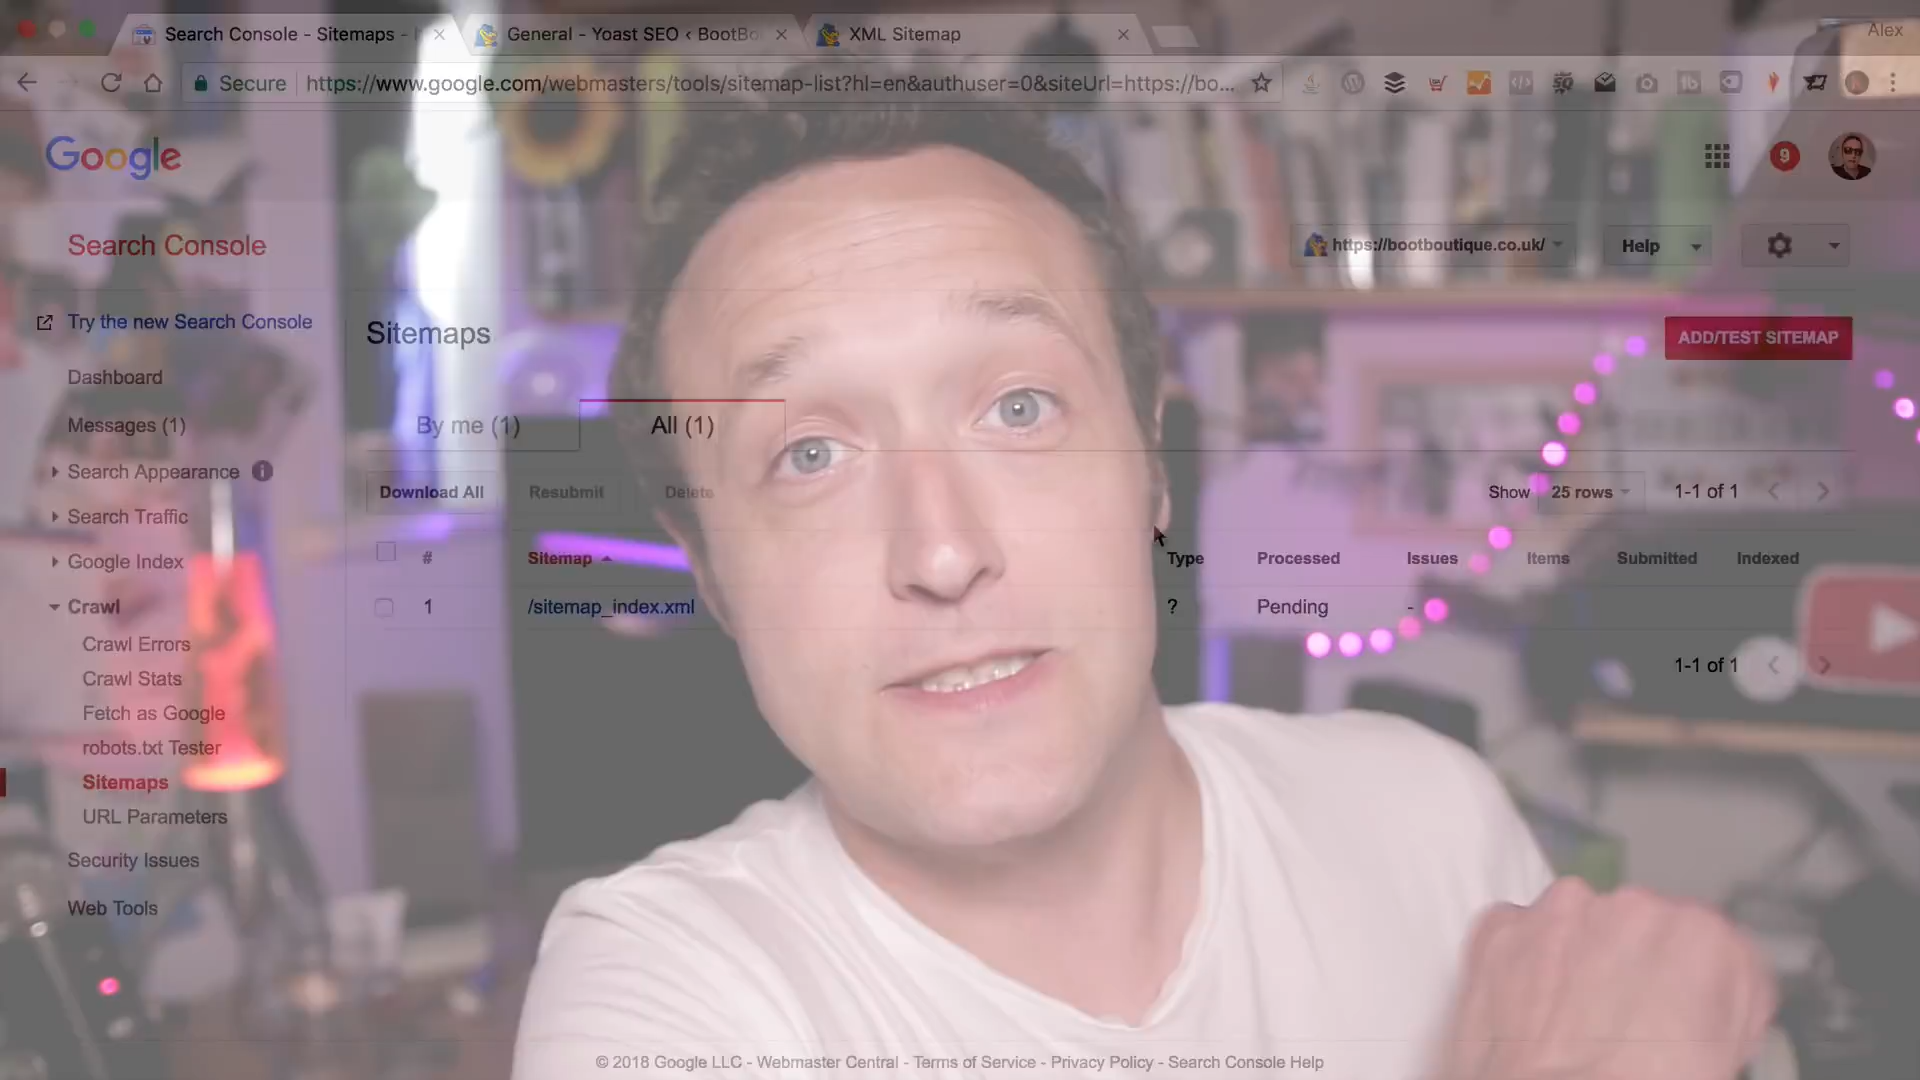 Search Console - Sitemaps -
General - Yoast SEO ‹ BootBo
XML Sitemap
Alex
Secure
https://www.google.com/webmasters/tools/sitemap-list?hl=en&authuser=0&siteUrl=https://bo...
Google
9
Search Console
https://bootboutique.co.uk/
Help
Try the new Search Console
Sitemaps
ADD/TEST SITEMAP
Dashboard
Messages (1)
Search Appearance
Search Traffic
Google Index
Crawl
Crawl Errors
Crawl Stats
Fetch as Google
robots.txt Tester
Sitemaps
URL Parameters
Security Issues
Web Tools
By me (1)
All (1)
Download All
Resubmit
Delete
Show
25 rows
1-1 of 1
# Sitemap Type Processed Issues Items Submitted Indexed
1 /sitemap_index.xml ? Pending -
1-1 of 1
© 2018 Google LLC - Webmaster Central - Terms of Service - Privacy Policy - Search Console Help